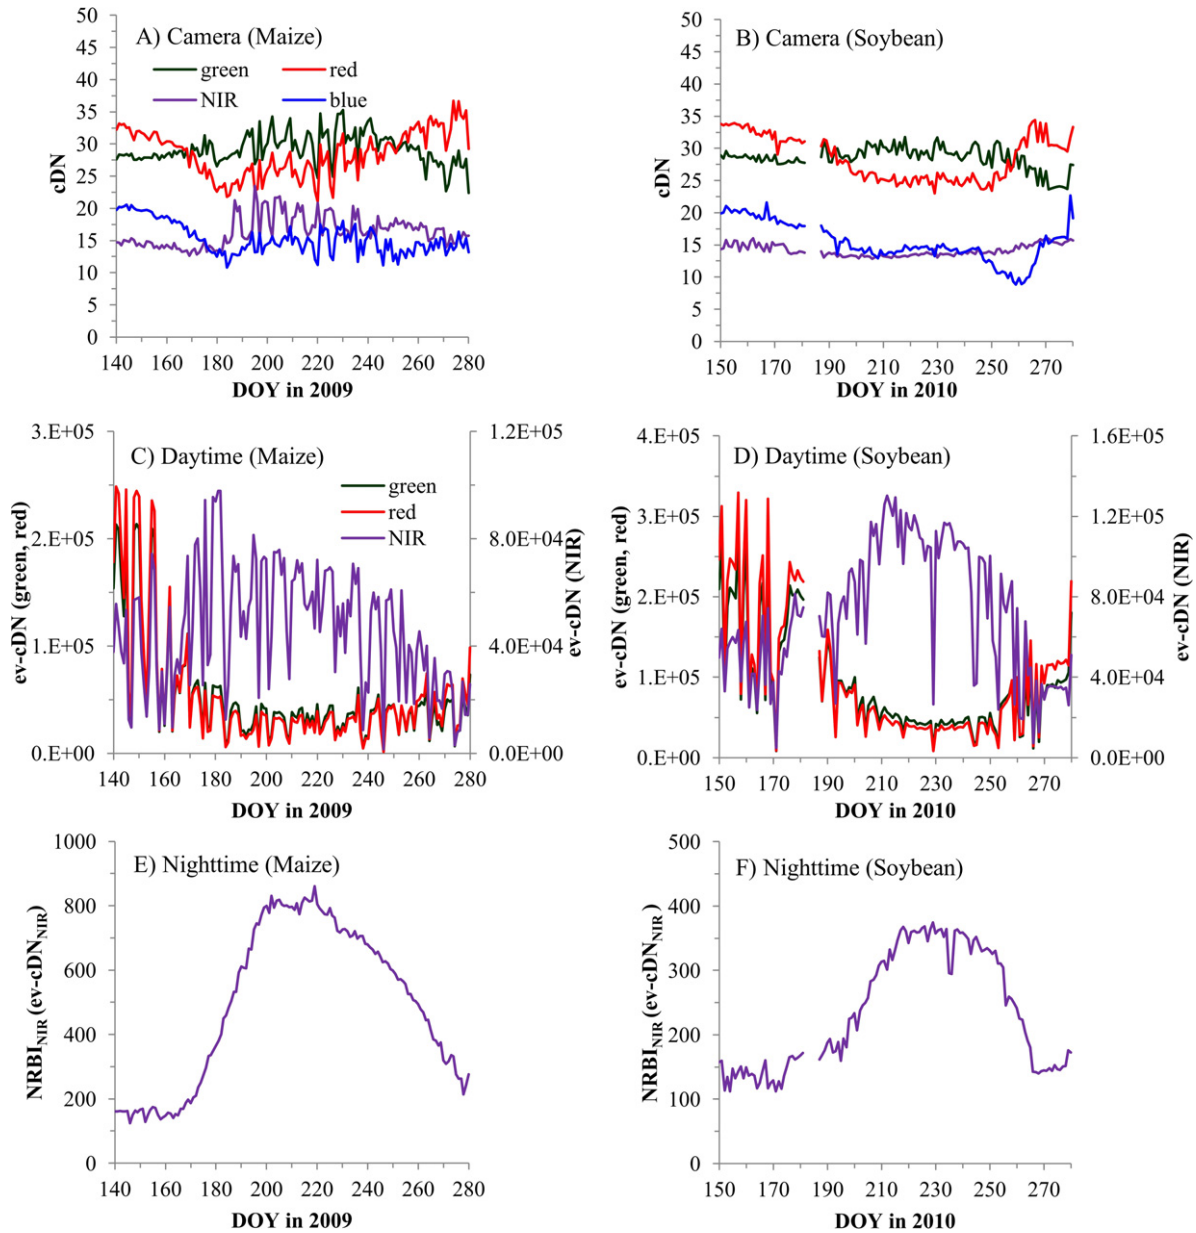 A) Camera (Maize)
green
red
NIR
blue
50
45
40
35
30
25
20
15
10
5
0
cDN
140 160 180 200 220 240 260 280
DOY in 2009
B) Camera (Soybean)
50
45
40
35
30
25
20
15
10
5
0
cDN
150 170 190 210 230 250 270
DOY in 2010
C) Daytime (Maize)
green
red
NIR
3.E+05
2.E+05
1.E+05
0.E+00
ev-cDN (green, red)
1.2E+05
8.0E+04
4.0E+04
0.0E+00
ev-cDN (NIR)
140 160 180 200 220 240 260 280
DOY in 2009
D) Daytime (Soybean)
4.E+05
3.E+05
2.E+05
1.E+05
0.E+00
ev-cDN (green, red)
1.6E+05
1.2E+05
8.0E+04
4.0E+04
0.0E+00
ev-cDN (NIR)
150 170 190 210 230 250 270
DOY in 2010
E) Nighttime (Maize)
1000
800
600
400
200
0
NRBINIR (ev-cDNNIR)
140 160 180 200 220 240 260 280
DOY in 2009
F) Nighttime (Soybean)
500
400
300
200
100
0
NRBINIR (ev-cDNNIR )
150 170 190 210 230 250 270
DOY in 2010